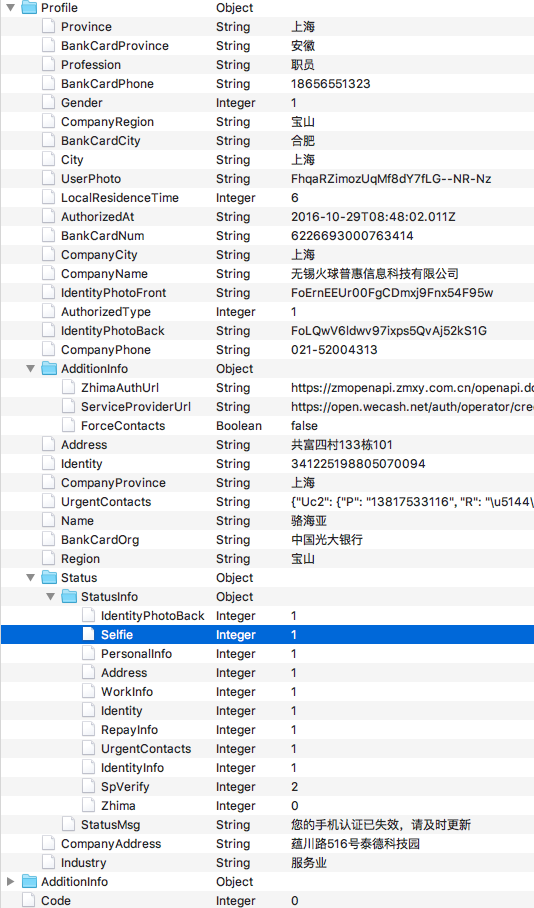 Profile Object
Province String 上海
BankCardProvince String 安徽
Profession String 职员
BankCardPhone String 18656551323
Gender Integer 1
CompanyRegion String 宝山
BankCardCity String 合肥
City String 上海
UserPhoto String FhqaRZimozUqMf8dY7fLG--NR-Nz
LocalResidenceTime Integer 6
AuthorizedAt String 2016-10-29T08:48:02.011Z
BankCardNum String 6226693000763414
CompanyCity String 上海
CompanyName String 无锡火球普惠信息科技有限公司
IdentityPhotoFront String FoErnEEUr00FgCDmxj9Fnx54F95w
AuthorizedType Integer 1
IdentityPhotoBack String FoLQwV6Idwv97ixps5QvAj52kS1G
CompanyPhone String 021-52004313
AdditionInfo Object
ZhimaAuthUrl String https://zmopenapi.zmxy.com.cn/openapi.do
ServiceProviderUrl String https://open.wecash.net/auth/operator/cre
ForceContacts Boolean false
Address String 共富四村133栋101
Identity String 341225198805070094
CompanyProvince String 上海
UrgentContacts String {"Uc2": {"P": "13817533116", "R": "\u5144\
Name String 骆海亚
BankCardOrg String 中国光大银行
Region String 宝山
Status Object
StatusInfo Object
IdentityPhotoBack Integer 1
Selfie Integer 1
PersonalInfo Integer 1
Address Integer 1
WorkInfo Integer 1
Identity Integer 1
RepayInfo Integer 1
UrgentContacts Integer 1
IdentityInfo Integer 1
SpVerify Integer 2
Zhima Integer 0
StatusMsg String 您的手机认证已失效，请及时更新
CompanyAddress String 蕴川路516号泰德科技园
Industry String 服务业
AdditionInfo Object
Code Integer 0